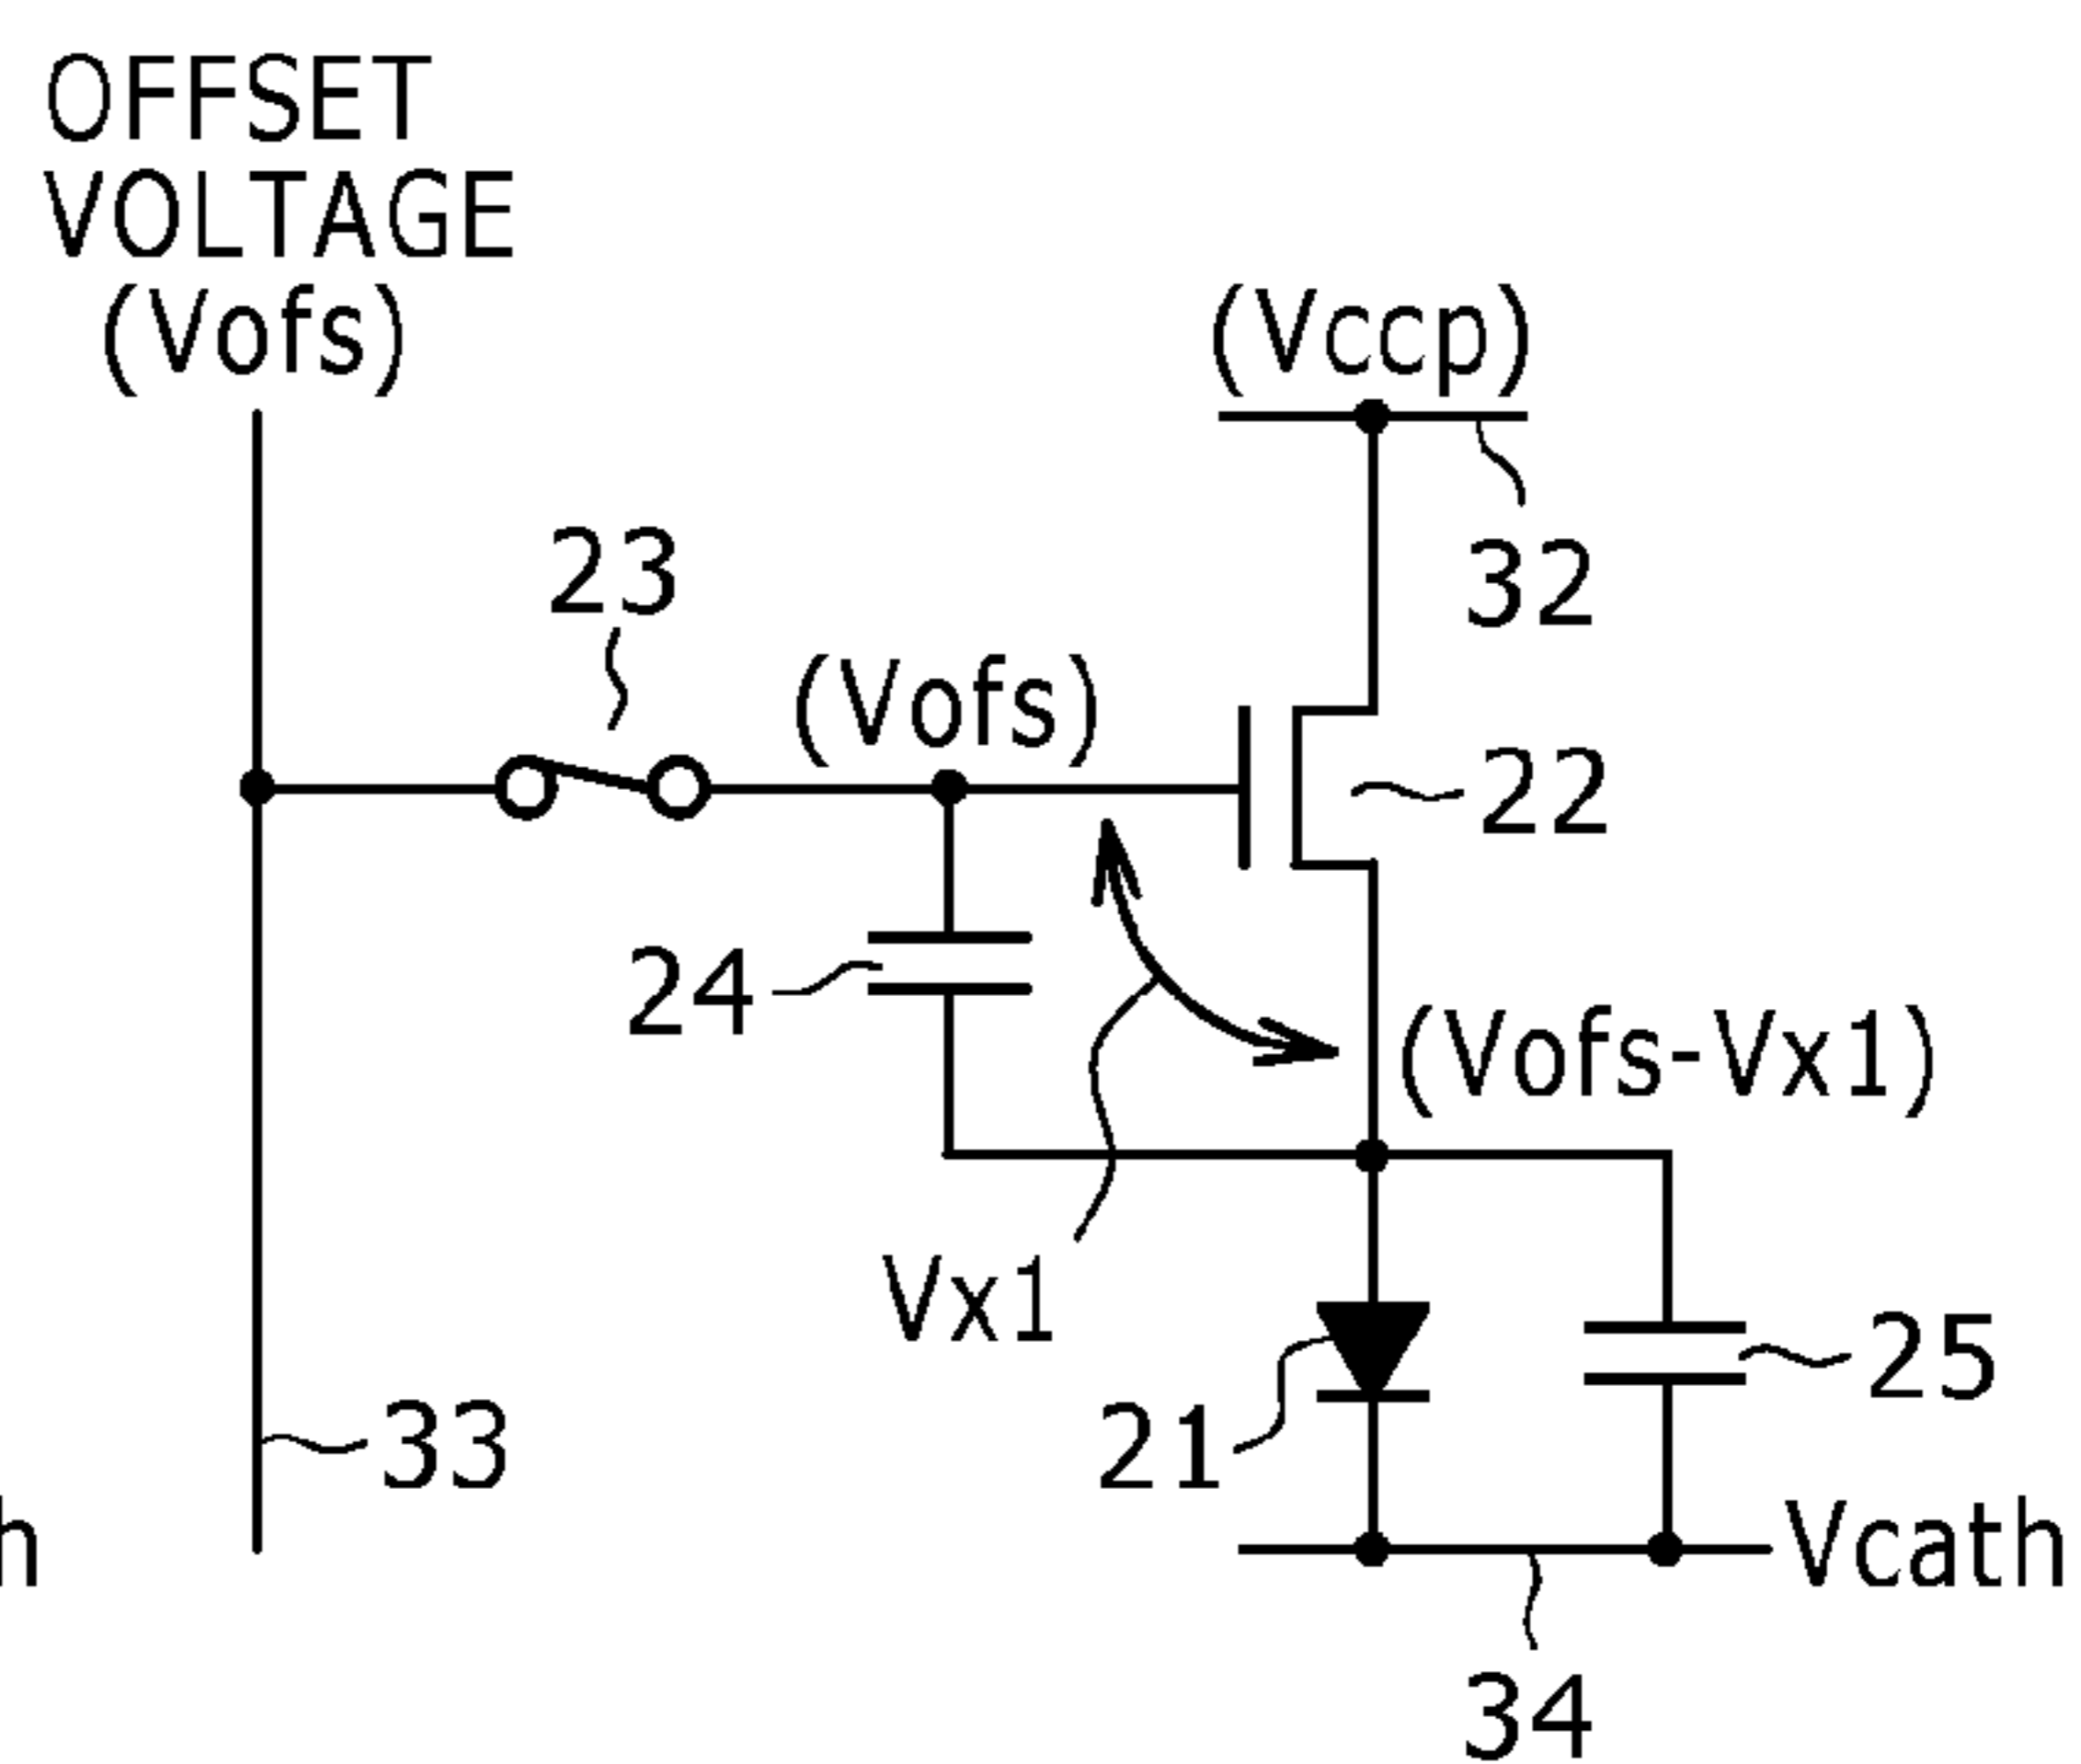 OFFSET
VOLTAGE
(Vofs)
(Vccp)
32
23
(Vofs)
22
24
(Vofs-Vx1)
Vx1
25
21
33
h
Vcath
34